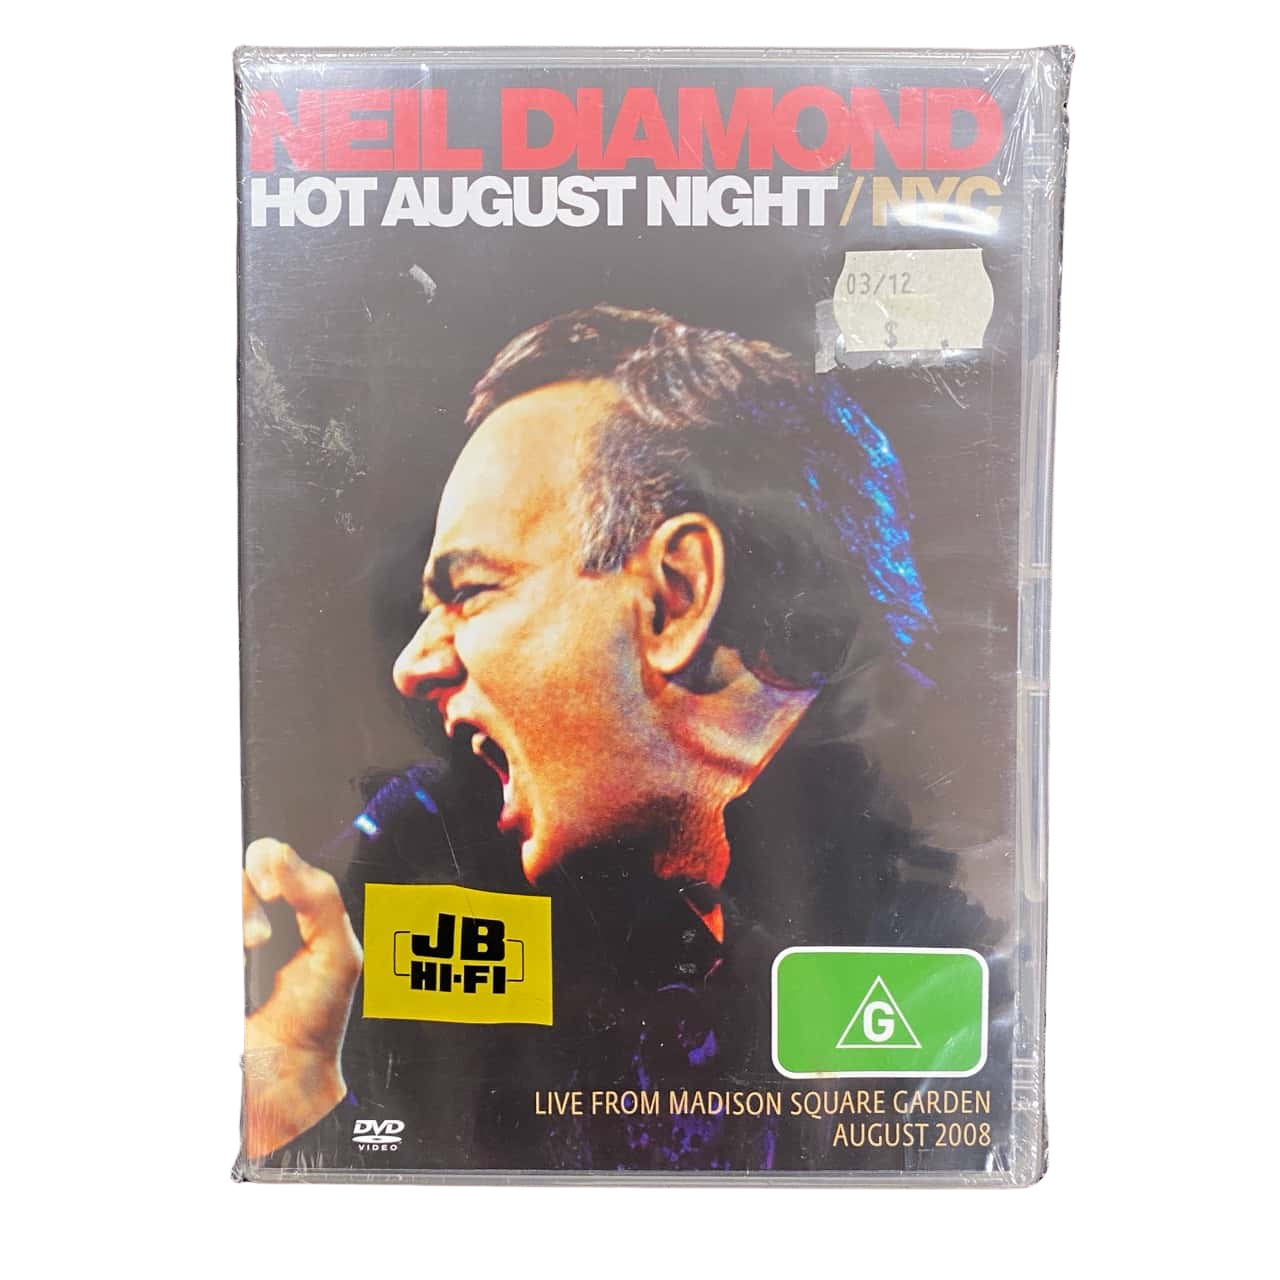 NEIL DIAMOND
HOT AUGUST NIGHT / NYC
03/12
$ .
JB
HI-FI
G
LIVE FROM MADISON SQUARE GARDEN
AUGUST 2008
DVD
VIDEO